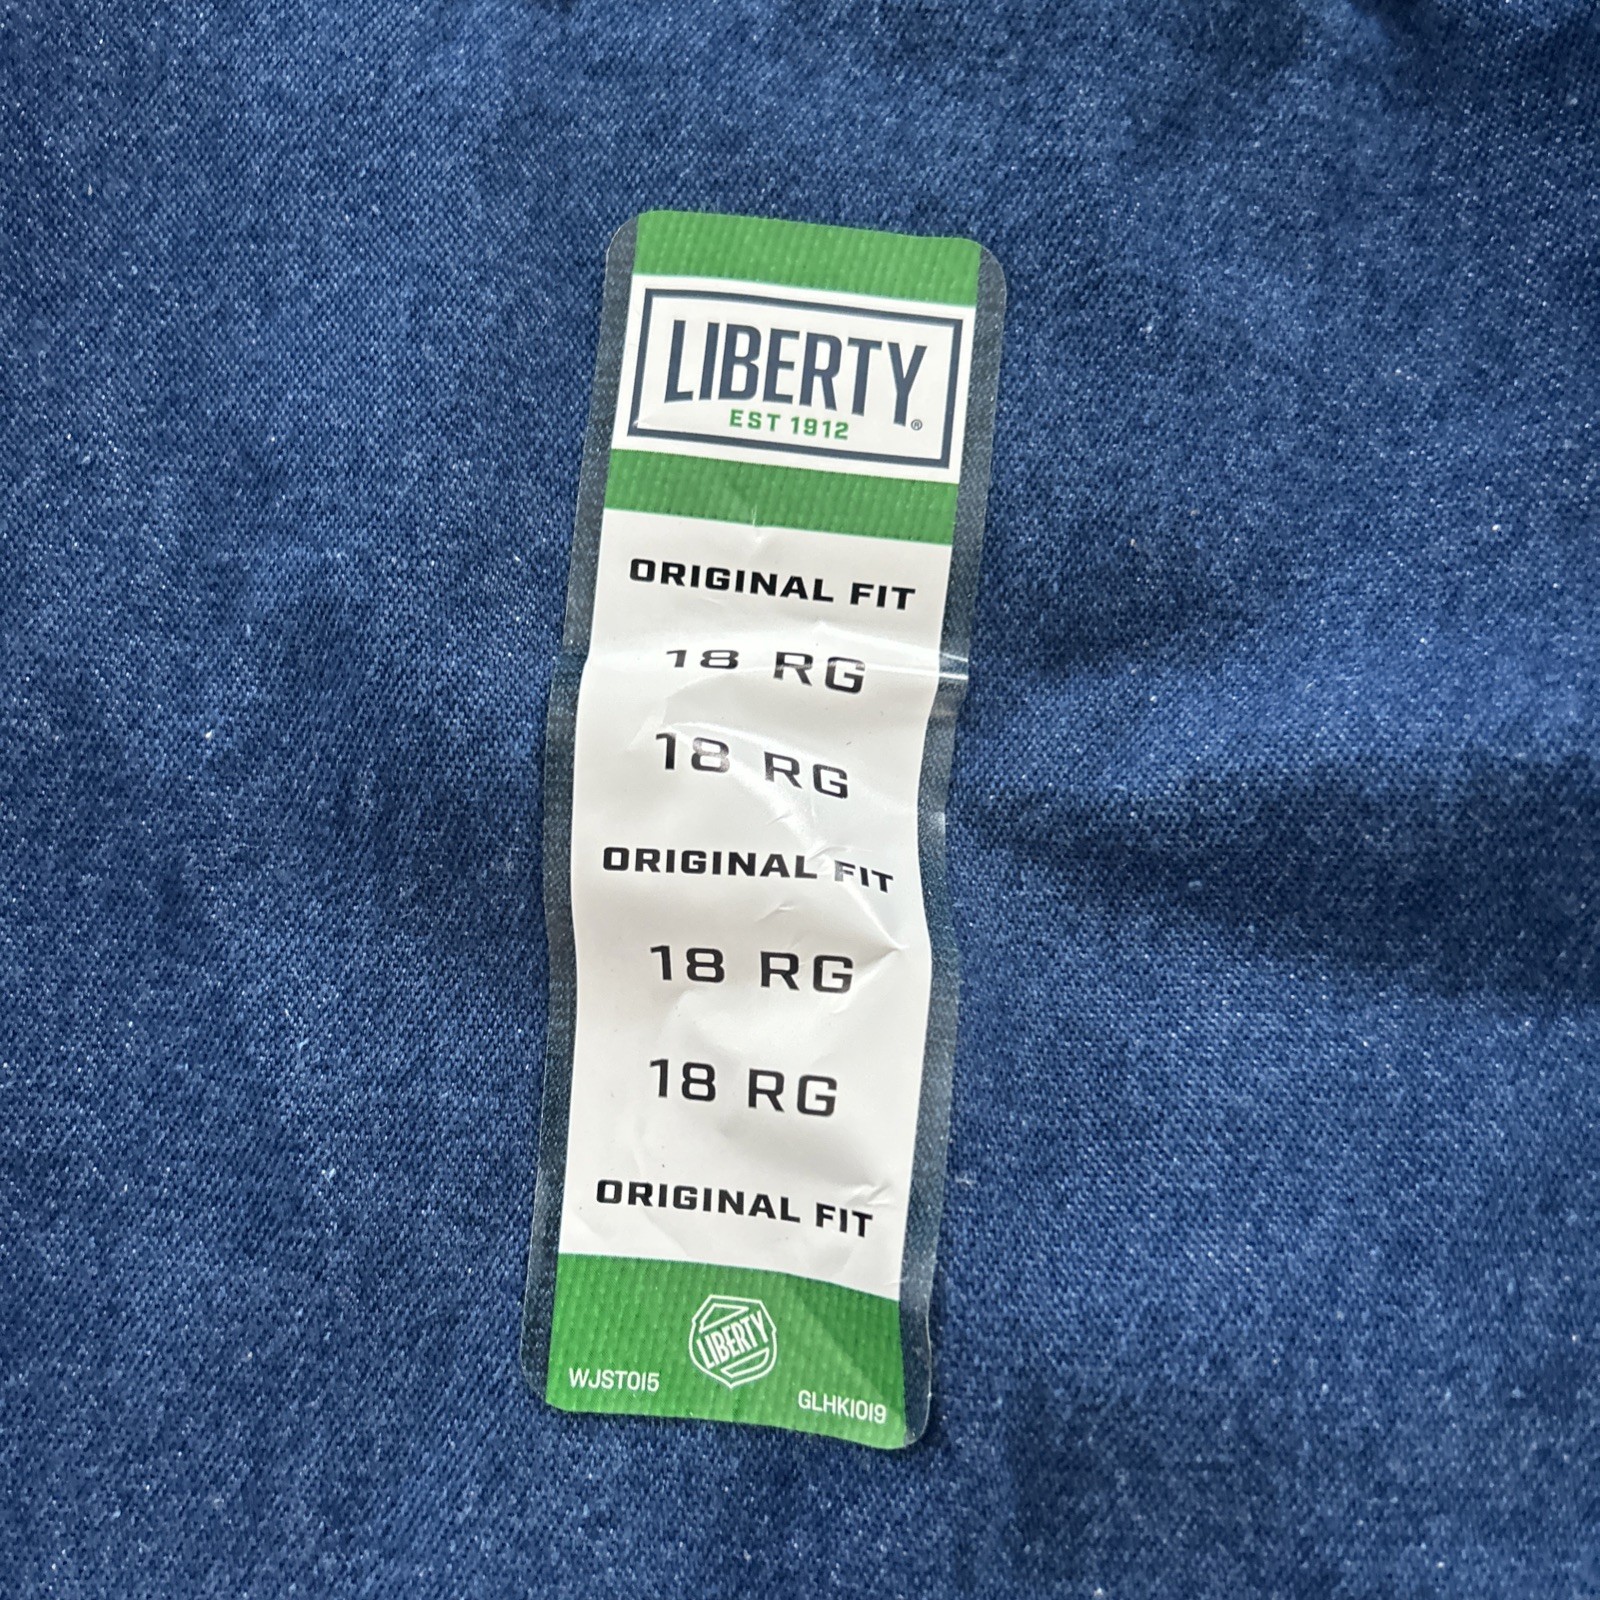 LIBERTY®
EST 1912
ORIGINAL FIT
18 RG
18 RG
ORIGINAL FIT
18 RG
18 RG
ORIGINAL FIT
LIBERTY
WJST015
GLHK1019